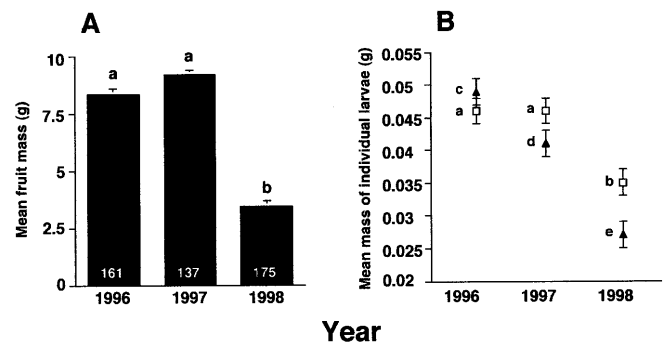 A
B
Mean fruit mass (g)
10
7.5
5
2.5
0
a
a
b
161
137
175
1996
1997
1998
Mean mass of individual larvae (g)
0.055
0.05
0.045
0.04
0.035
0.03
0.025
0.02
c
a
a
d
b
e
1996
1997
1998
Year